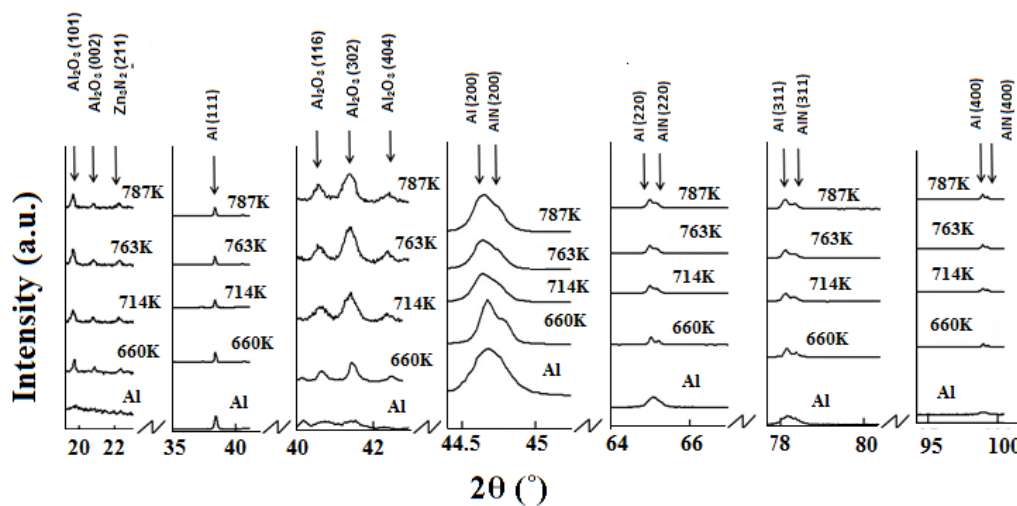 Al₂O₃ (101)
Al₂O₃ (002)
Zn₃N₂ (211)
Al (111)
Al₂O₃ (116)
Al₂O₃ (302)
Al₂O₃ (404)
Al (200)
AlN (200)
Al (220)
AlN (220)
Al (311)
AlN (311)
Al (400)
AlN (400)
Intensity (a.u.)
787K 787K 787K 787K 787K 787K 787K
763K 763K 763K 763K 763K 763K 763K
714K 714K 714K 714K 714K 714K 714K
660K 660K 660K 660K 660K 660K 660K
Al Al Al Al Al Al Al
20 22 35 40 40 42 44.5 45 64 66 78 80 95 100
2θ (°)